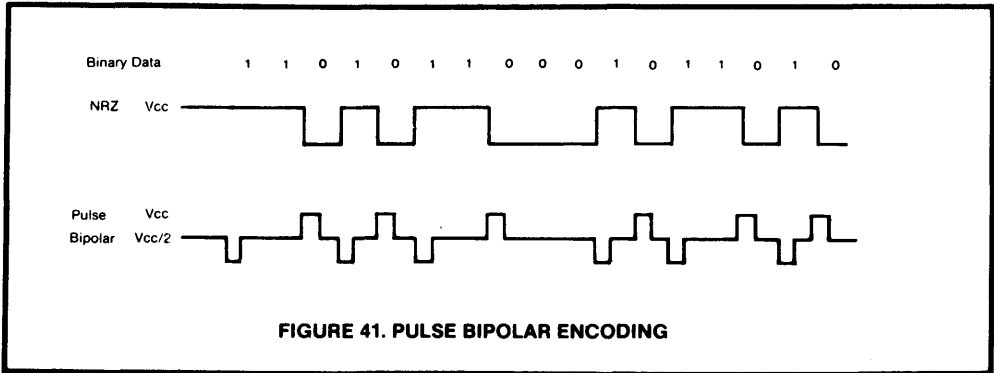 Binary Data 1 1 0 1 0 1 1 0 0 0 1 0 1 1 0 1 0
NRZ Vcc
Pulse Vcc
Bipolar Vcc/2
FIGURE 41. PULSE BIPOLAR ENCODING